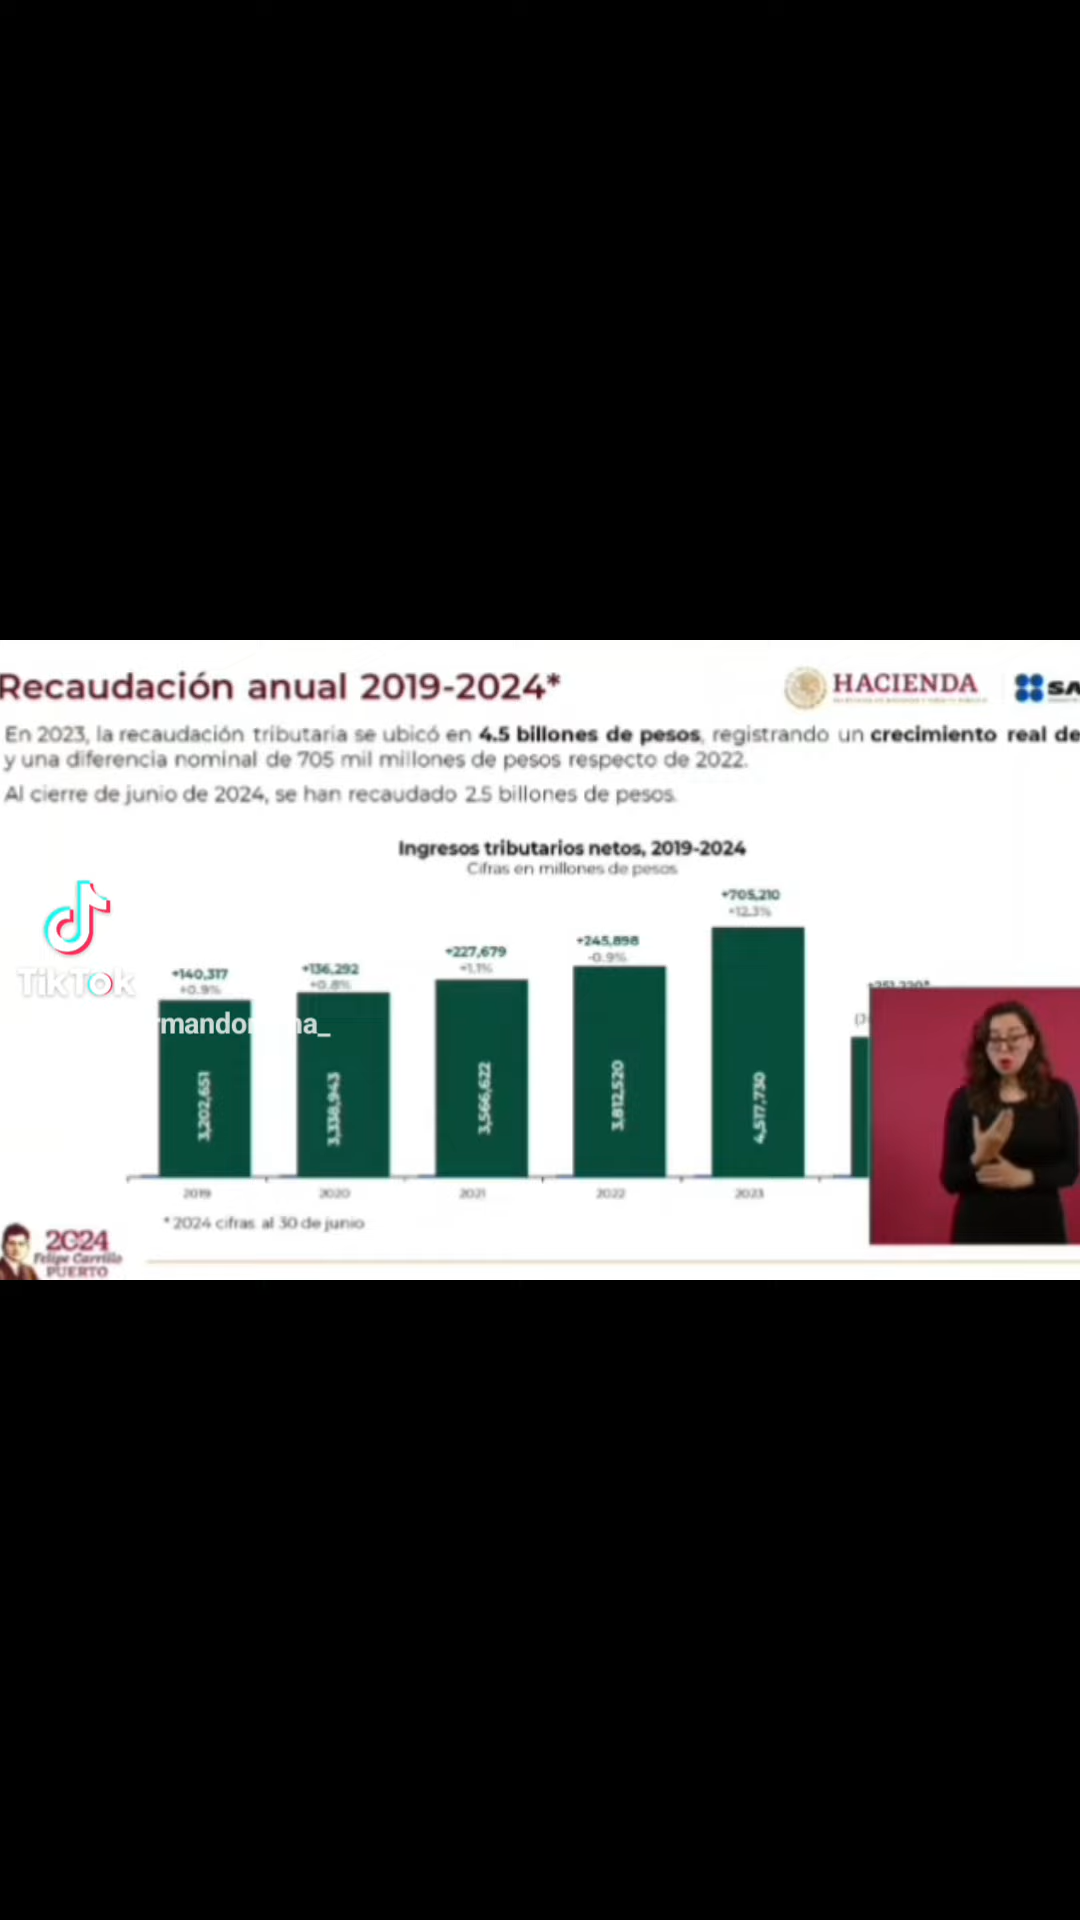 Recaudación anual 2019-2024*
HACIENDA
SA
En 2023, la recaudación tributaria se ubicó en 4.5 billones de pesos, registrando un crecimiento real de
y una diferencia nominal de 705 mil millones de pesos respecto de 2022.
Al cierre de junio de 2024, se han recaudado 2.5 billones de pesos.
Ingresos tributarios netos, 2019-2024
Cifras en millones de pesos
+140,317
+0.9%
+136,292
+0.8%
+227,679
+1.1%
+245,898
-0.9%
+705,210
+12.3%
3,202,651
3,338,943
3,566,622
3,812,520
4,517,730
2019
2020
2021
2022
2023
* 2024 cifras al 30 de junio
TikTok
2024
Felipe Carrillo
PUERTO